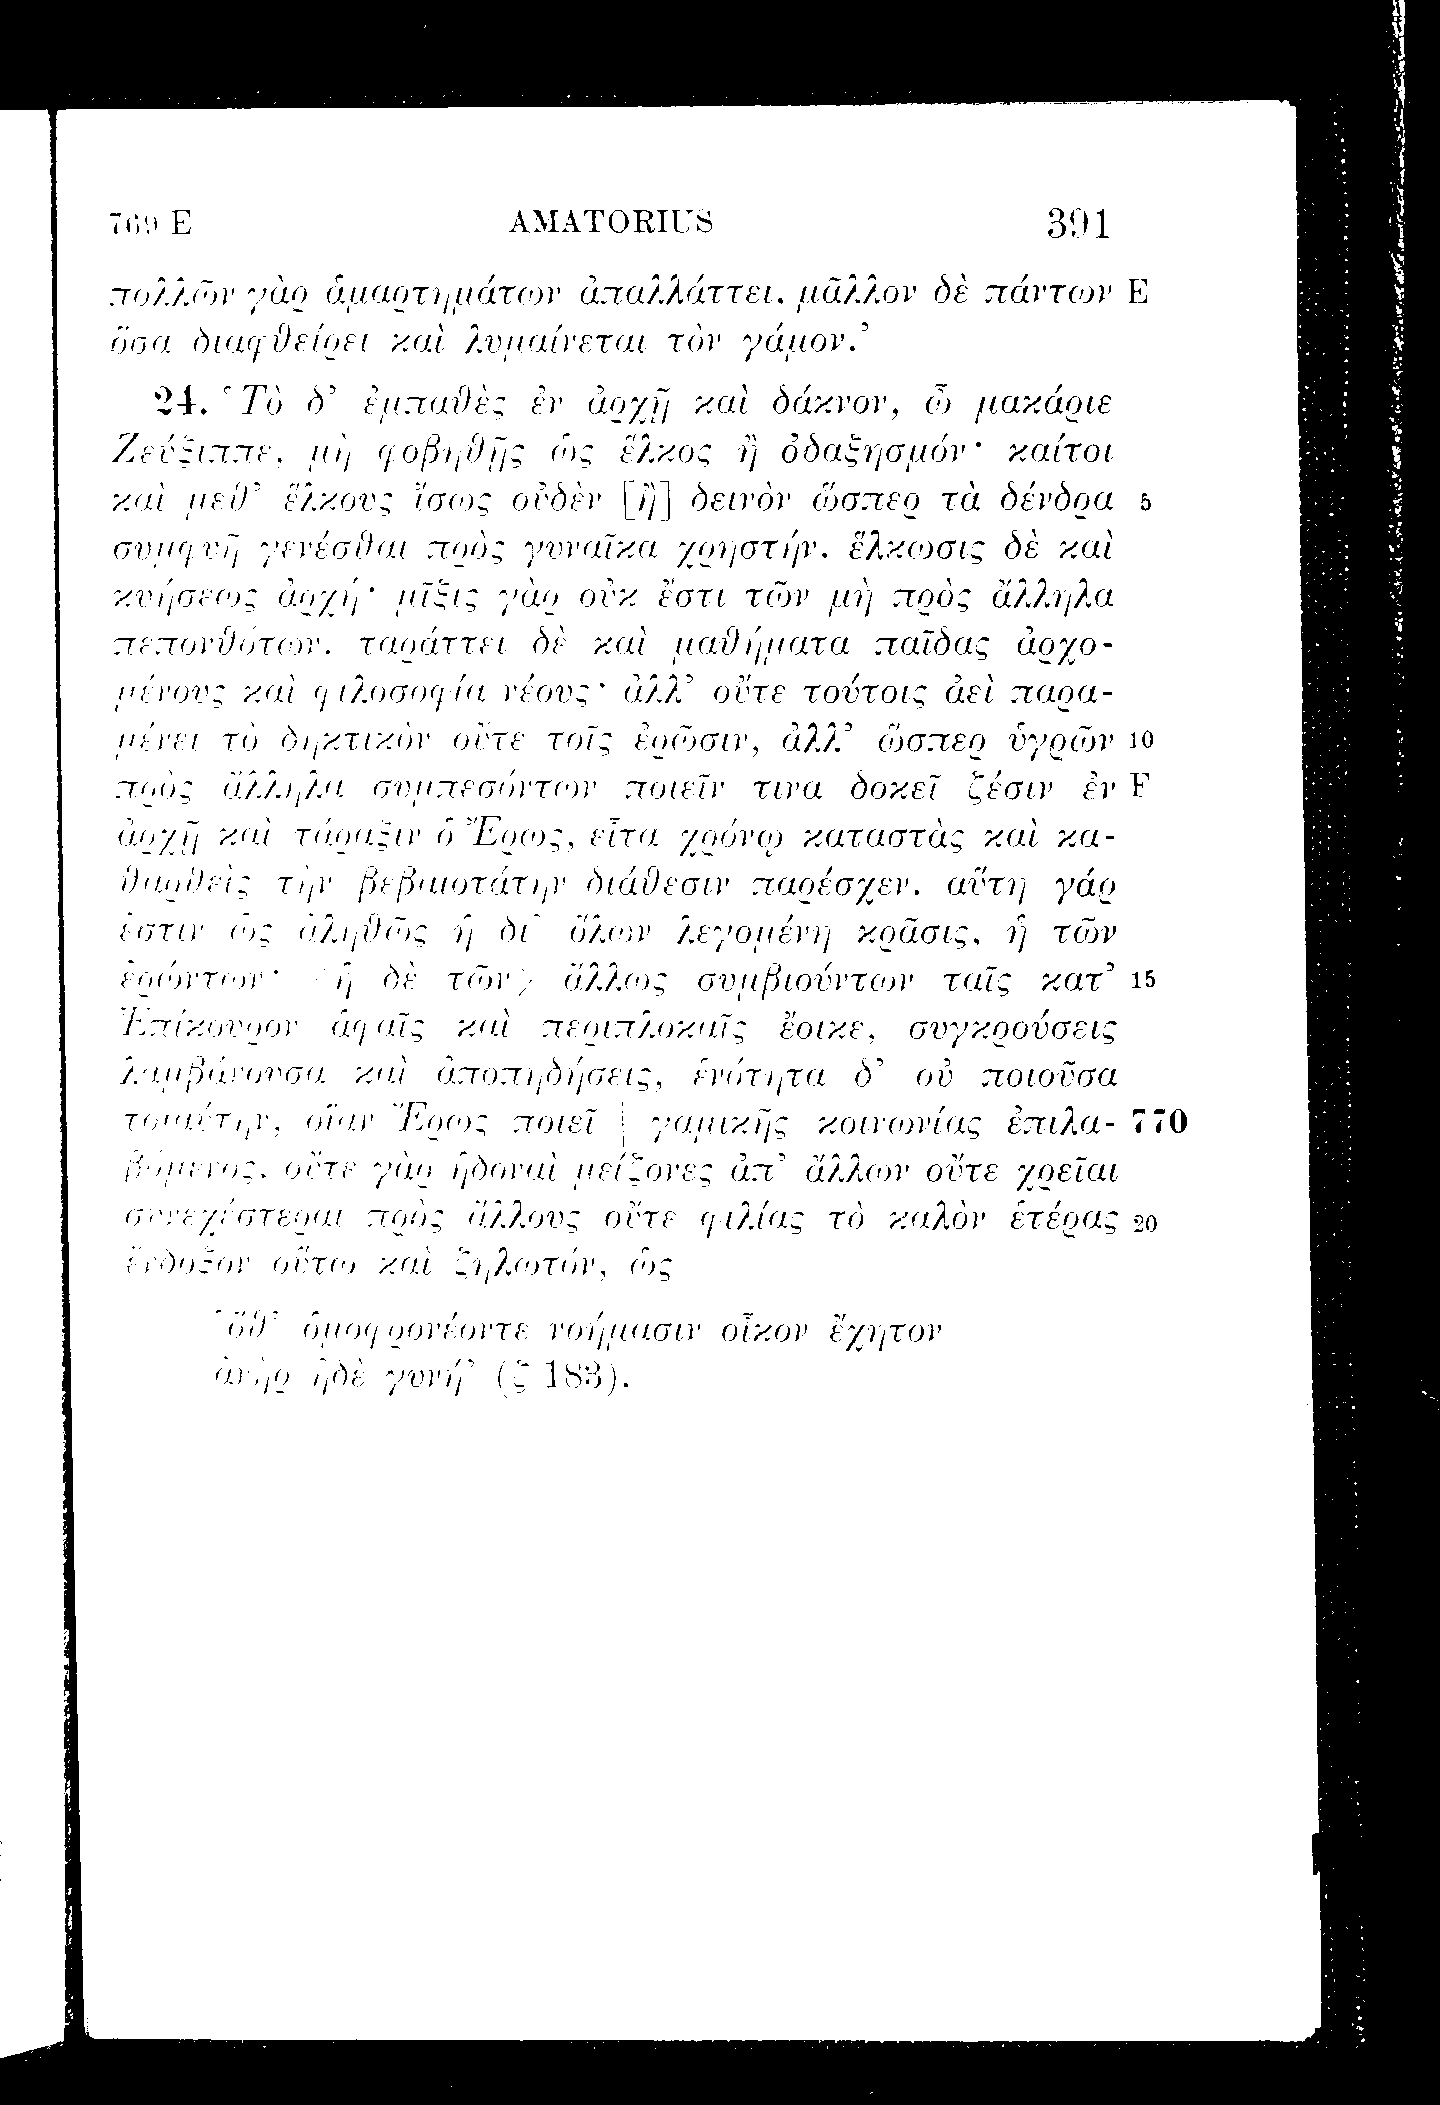 769 E AMATORIUS 391
πολλῶν γὰρ ἁμαρτημάτων ἀπαλλάττει, μᾶλλον δὲ πάντων E
ὅσα διαφθείρει καὶ λυμαίνεται τὸν γάμον.’
24. ‘Τὸ δ’ ἐμπαθὲς ἐν ἀρχῇ καὶ δάκνον, ὦ μακάριε
Ζεύξιππε, μὴ φοβηθῇς ὡς ἕλκος ἢ ὀδαξησμόν· καίτοι
καὶ μεθ’ ἕλκους ἴσως οὐδὲν [ἢ] δεινὸν ὥσπερ τὰ δένδρα 5
συμφυῆ γενέσθαι πρὸς γυναῖκα χρηστήν. ἕλκωσις δὲ καὶ
κυήσεως ἀρχή· μῖξις γὰρ οὐκ ἔστι τῶν μὴ πρὸς ἄλληλα
πεπονθότων. ταράττει δὲ καὶ μαθήματα παῖδας ἀρχο-
μένους καὶ φιλοσοφία νέους· ἀλλ’ οὔτε τούτοις ἀεὶ παρα-
μένει τὸ δηκτικὸν οὔτε τοῖς ἐρῶσιν, ἀλλ’ ὥσπερ ὑγρῶν 10
πρὸς ἄλληλα συμπεσόντων ποιεῖν τινα δοκεῖ ζέσιν ἐν F
ἀρχῇ καὶ τάραξιν ὁ Ἔρως, εἶτα χρόνῳ καταστὰς καὶ κα-
θαρθεὶς τὴν βεβαιοτάτην διάθεσιν παρέσχεν. αὕτη γάρ
ἐστιν ὡς ἀληθῶς ἡ δι’ ὅλων λεγομένη κρᾶσις, ἡ τῶν
ἐρώντων· <ἡ δὲ τῶν> ἄλλως συμβιούντων ταῖς κατ’ 15
Ἐπίκουρον ἁφαῖς καὶ περιπλοκαῖς ἔοικε, συγκρούσεις
λαμβάνουσα καὶ ἀποπηδήσεις, ἑνότητα δ’ οὐ ποιοῦσα
τοιαύτην, οἵαν Ἔρως ποιεῖ | γαμικῆς κοινωνίας ἐπιλα- 770
βόμενος. οὔτε γὰρ ἡδοναὶ μείζονες ἀπ’ ἄλλων οὔτε χρεῖαι
συνεχέστεραι πρὸς ἄλλους οὔτε φιλίας τὸ καλὸν ἑτέρας 20
ἔνδοξον οὕτω καὶ ζηλωτόν, ὡς
‘ὅθ’ ὁμοφρονέοντε νοήμασιν οἶκον ἔχητον
ἀνὴρ ἠδὲ γυνή’ (ζ 183).